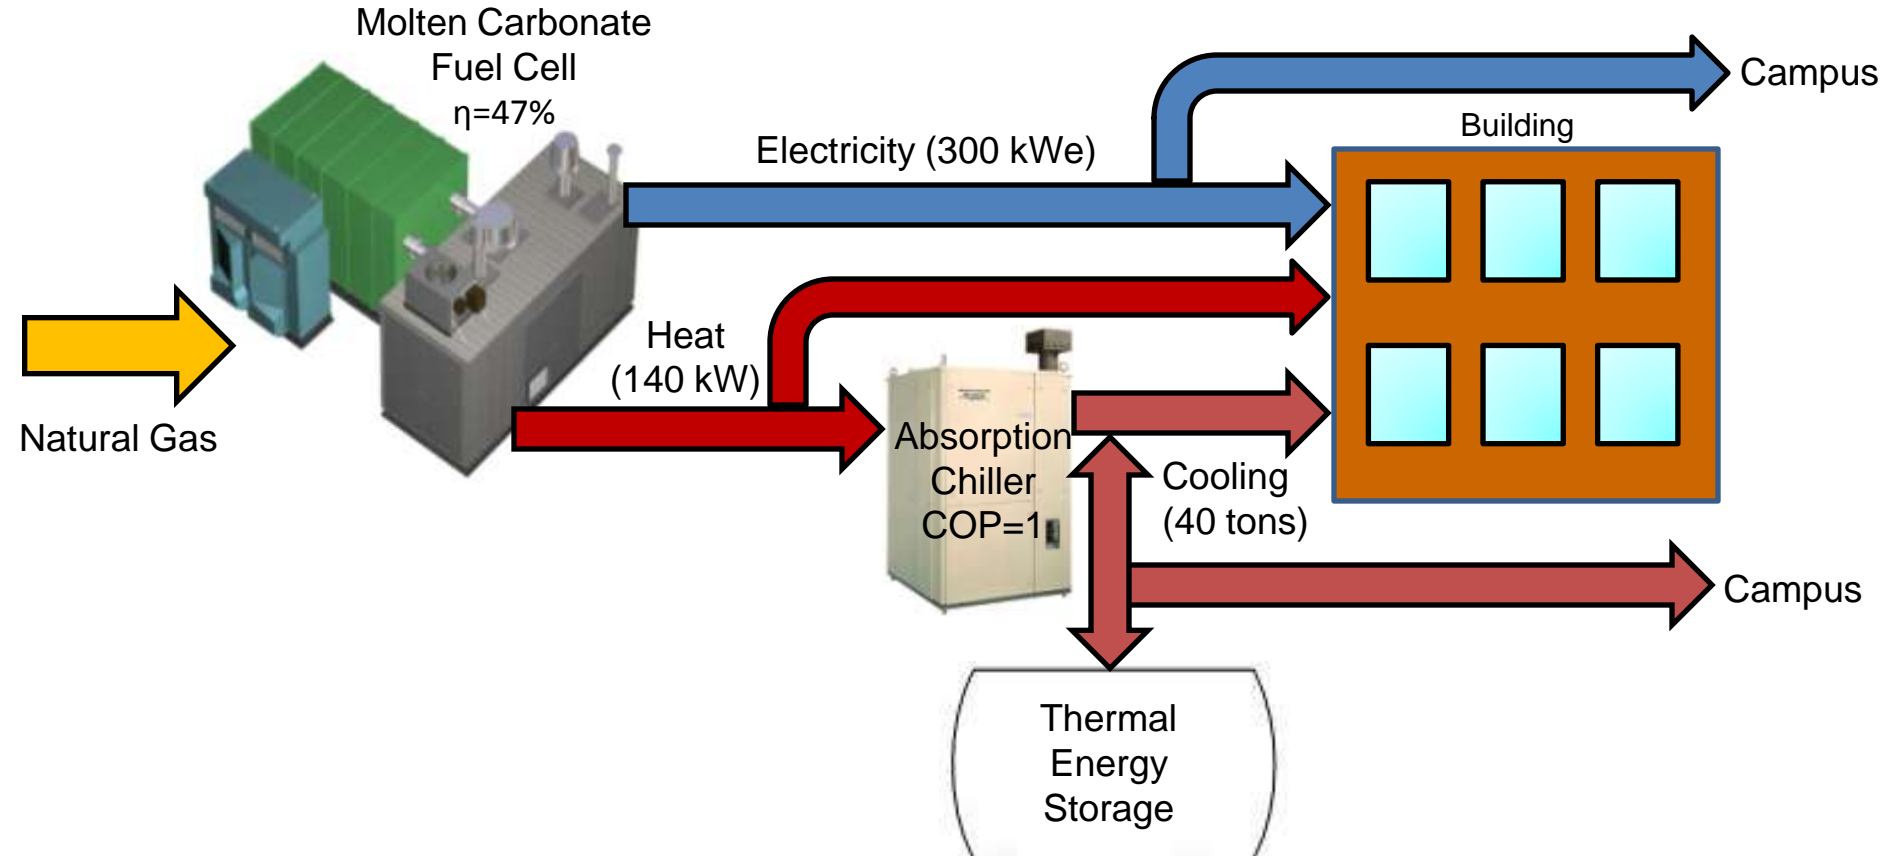 Molten Carbonate
Fuel Cell
η=47%
Campus
Building
Electricity (300 kWe)
Heat
(140 kW)
Natural Gas
Absorption
Chiller
COP=1
Cooling
(40 tons)
Campus
Thermal
Energy
Storage